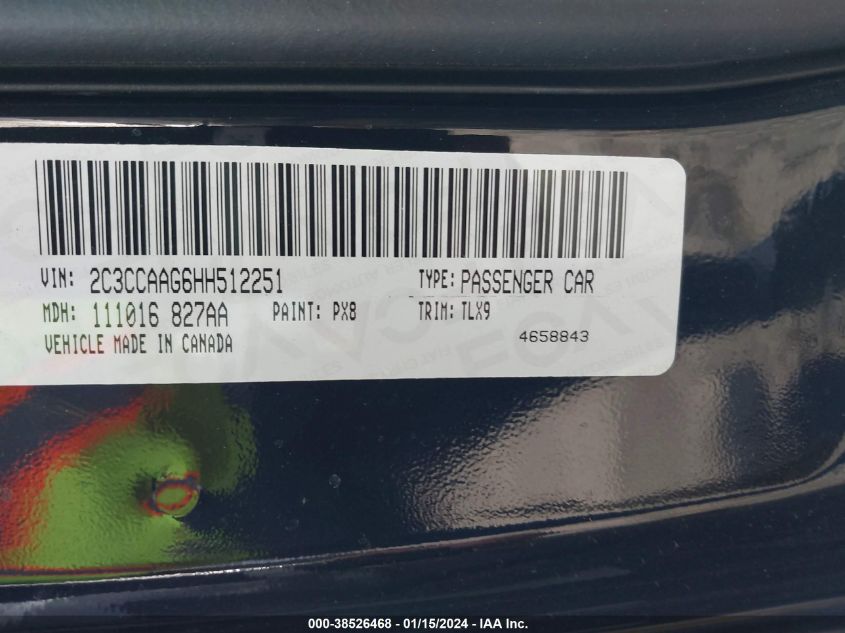 VIN: 2C3CCAAG6HH512251 TYPE: PASSENGER CAR
MDH: 111016 827AA PAINT: PX8 TRIM: TLX9
VEHICLE MADE IN CANADA 4658843
000-38526468 - 01/15/2024 - IAA Inc.